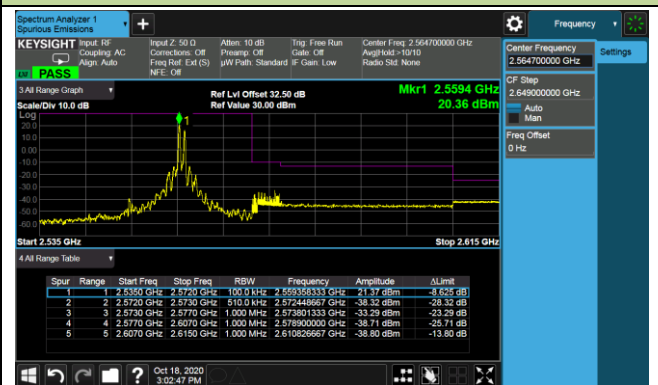 Spectrum Analyzer 1
Spurious Emissions
Frequency
KEYSIGHT Input: RF Input Z: 50 Ω Atten: 10 dB Trig: Free Run Center Freq: 2.564700000 GHz
Coupling: AC Corrections: Off Preamp: Off Gate: Off Avg|Hold:>10/10
Align: Auto Freq Ref: Ext (S) µW Path: Standard IF Gain: Low Radio Std: None
NFE: Off
PASS
Center Frequency
2.564700000 GHz
Settings
CF Step
2.649000000 GHz
Auto
Man
Freq Offset
0 Hz
3 All Range Graph
Ref Lvl Offset 32.50 dB
Mkr1 2.5594 GHz
Scale/Div 10.0 dB
Ref Value 30.00 dBm
20.36 dBm
Log
1
20.0
10.0
0.00
-10.0
-20.0
-30.0
-40.0
-50.0
-60.0
Start 2.535 GHz
Stop 2.615 GHz
4 All Range Table
Spur Range Start Freq Stop Freq RBW Frequency Amplitude ΔLimit
1 1 2.5350 GHz 2.5720 GHz 100.0 kHz 2.559358333 GHz 21.37 dBm -8.625 dB
2 2 2.5720 GHz 2.5730 GHz 510.0 kHz 2.572448667 GHz -38.32 dBm -28.32 dB
3 3 2.5730 GHz 2.5770 GHz 1.000 MHz 2.573801333 GHz -33.29 dBm -23.29 dB
4 4 2.5770 GHz 2.6070 GHz 1.000 MHz 2.578900000 GHz -38.71 dBm -25.71 dB
5 5 2.6070 GHz 2.6150 GHz 1.000 MHz 2.610826667 GHz -38.80 dBm -13.80 dB
Oct 18, 2020
3:02:47 PM